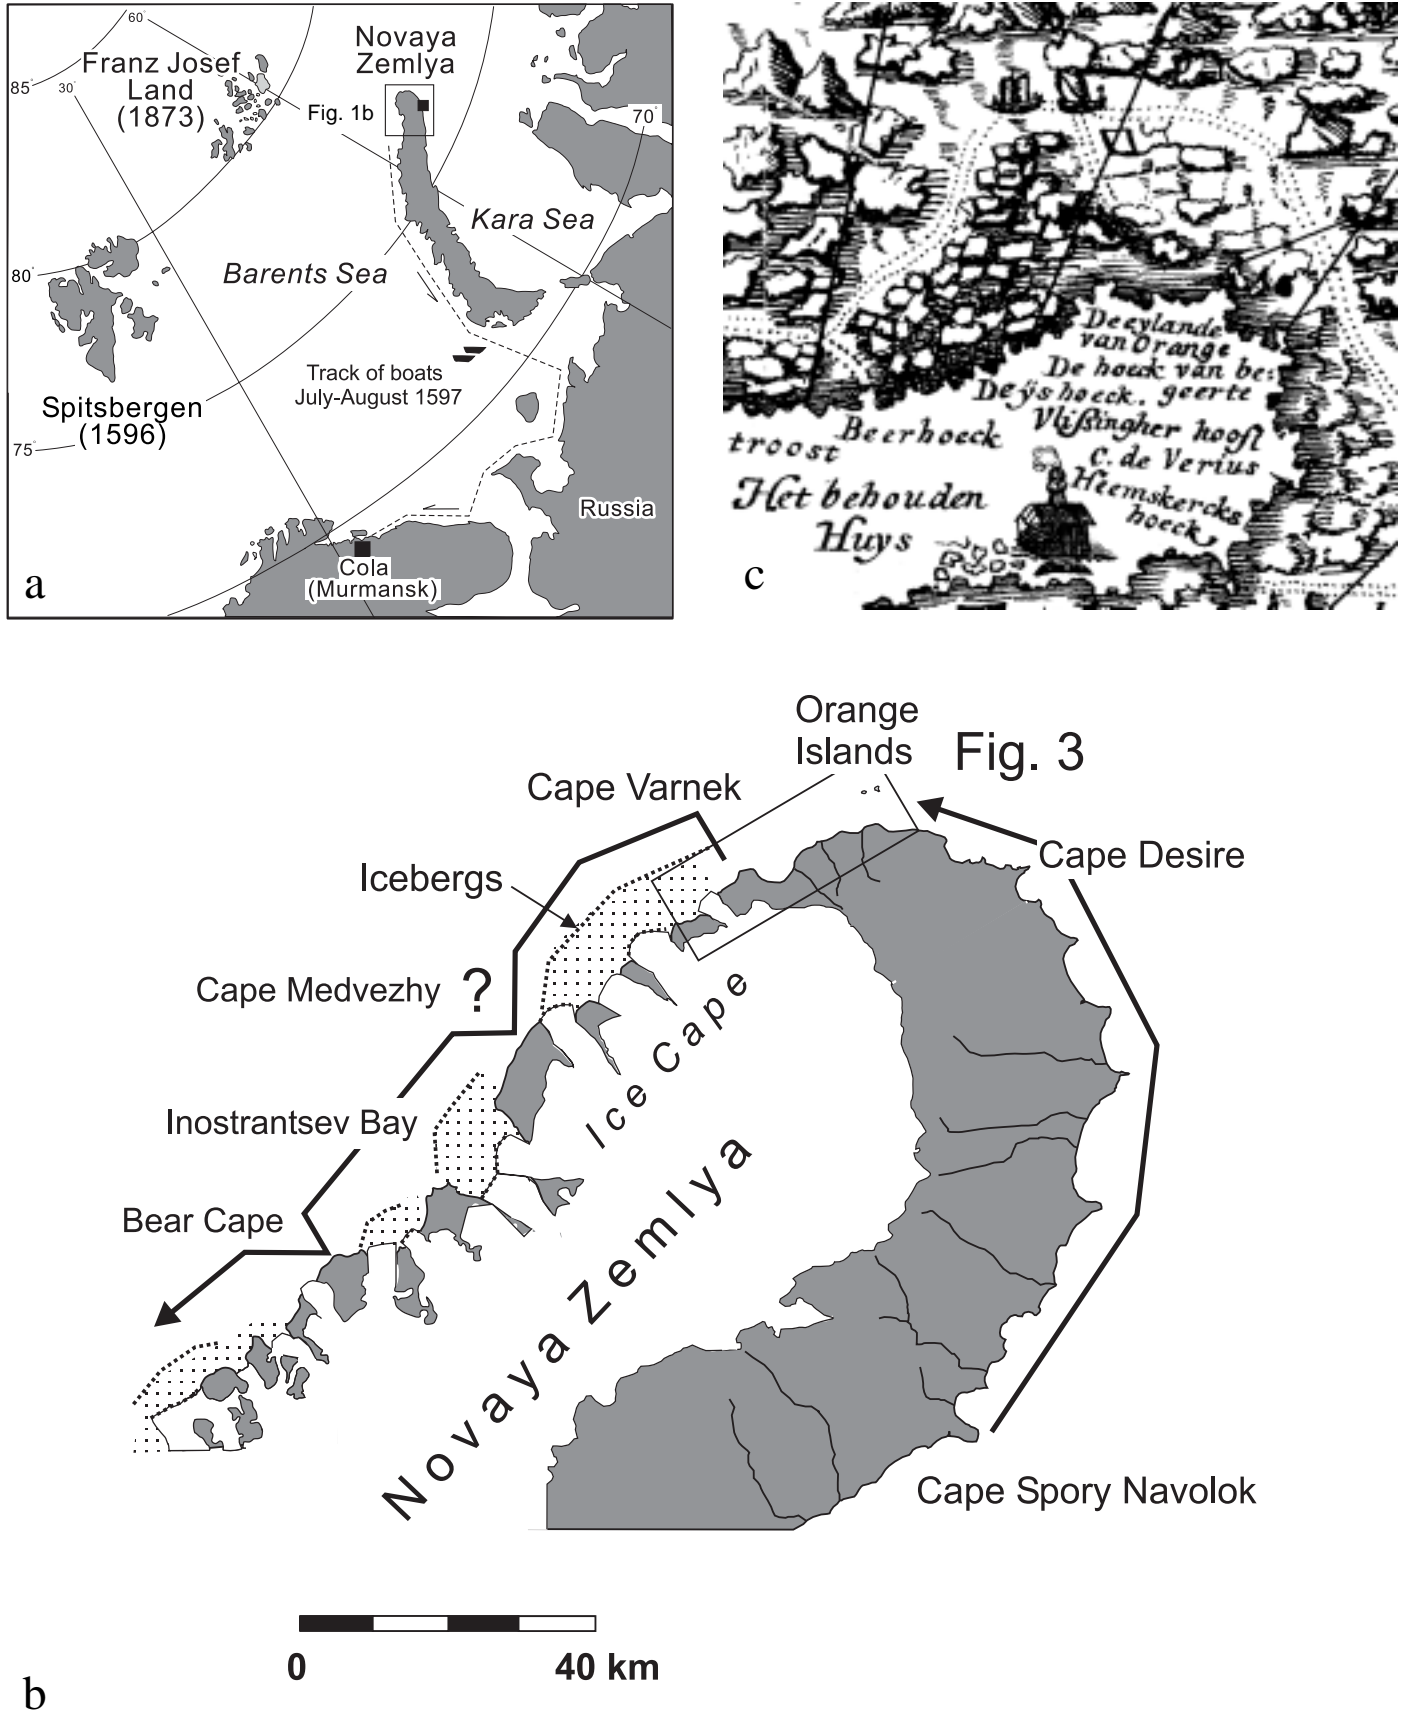 60°
Novaya
Zemlya
Franz Josef
Land
(1873)
85°
30°
Fig. 1b
70°
Kara Sea
Barents Sea
80°
Track of boats
July-August 1597
Spitsbergen
(1596)
75°
Russia
Cola
(Murmansk)
a
De eylande
van Orange
De hoeck van be:
De ÿs hoeck. geerte
Vlissingher hooft
Beerhoeck
troost
C. de Verius
Heemskercks
hoeck
Het behouden
Huys
c
Orange
Islands
Fig. 3
Cape Varnek
Cape Desire
Icebergs
Cape Medvezhy ?
Ice Cape
Inostrantsev Bay
Novaya Zemlya
Bear Cape
Cape Spory Navolok
0 40 km
b